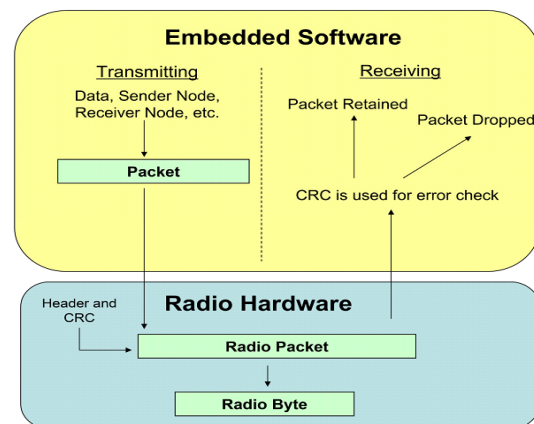 Embedded Software
Transmitting
Data, Sender Node,
Receiver Node, etc.
Packet
Receiving
Packet Retained
Packet Dropped
CRC is used for error check
Radio Hardware
Header and
CRC
Radio Packet
Radio Byte